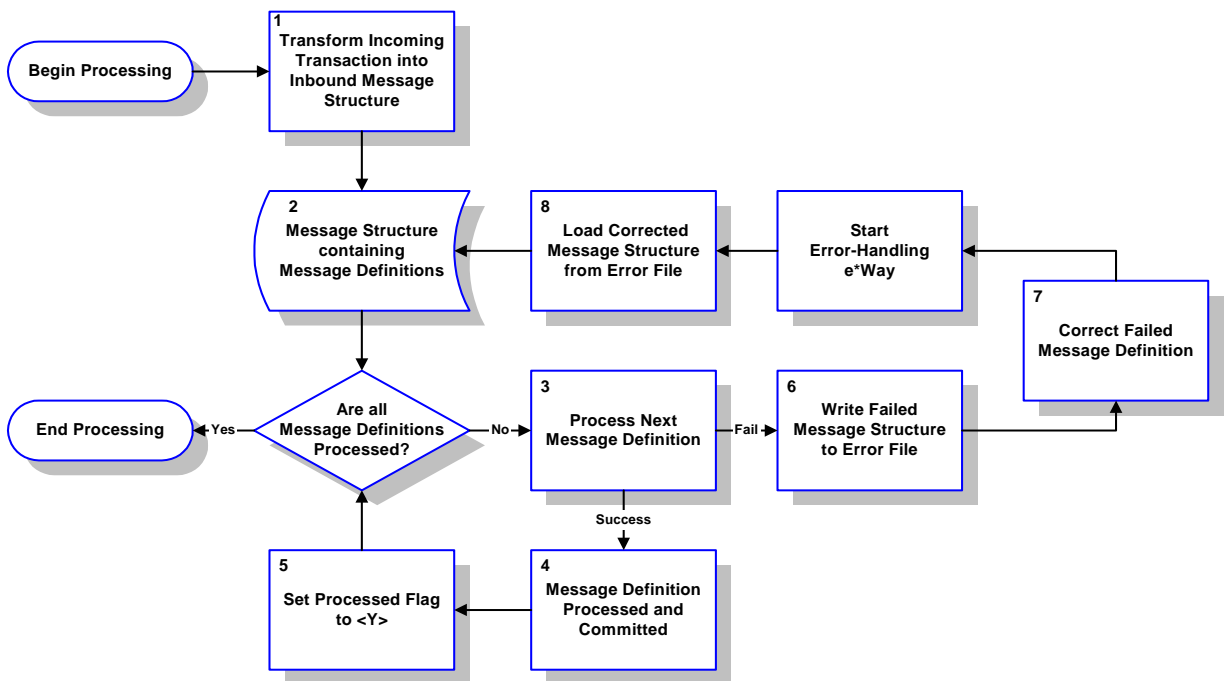 1
Transform Incoming
Transaction into
Inbound Message
Structure
Begin Processing
2
Message Structure
containing
Message Definitions
8
Load Corrected
Message Structure
from Error File
Start
Error-Handling
e*Way
7
Correct Failed
Message Definition
End Processing
Yes
Are all
Message Definitions
Processed?
No
3
Process Next
Message Definition
Fail
6
Write Failed
Message Structure
to Error File
Success
5
Set Processed Flag
to <Y>
4
Message Definition
Processed and
Committed